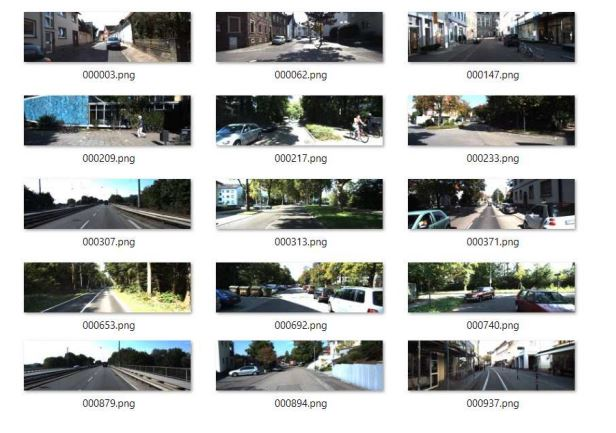 000003.png 000062.png 000147.png
000209.png 000217.png 000233.png
000307.png 000313.png 000371.png
000653.png 000692.png 000740.png
000879.png 000894.png 000937.png